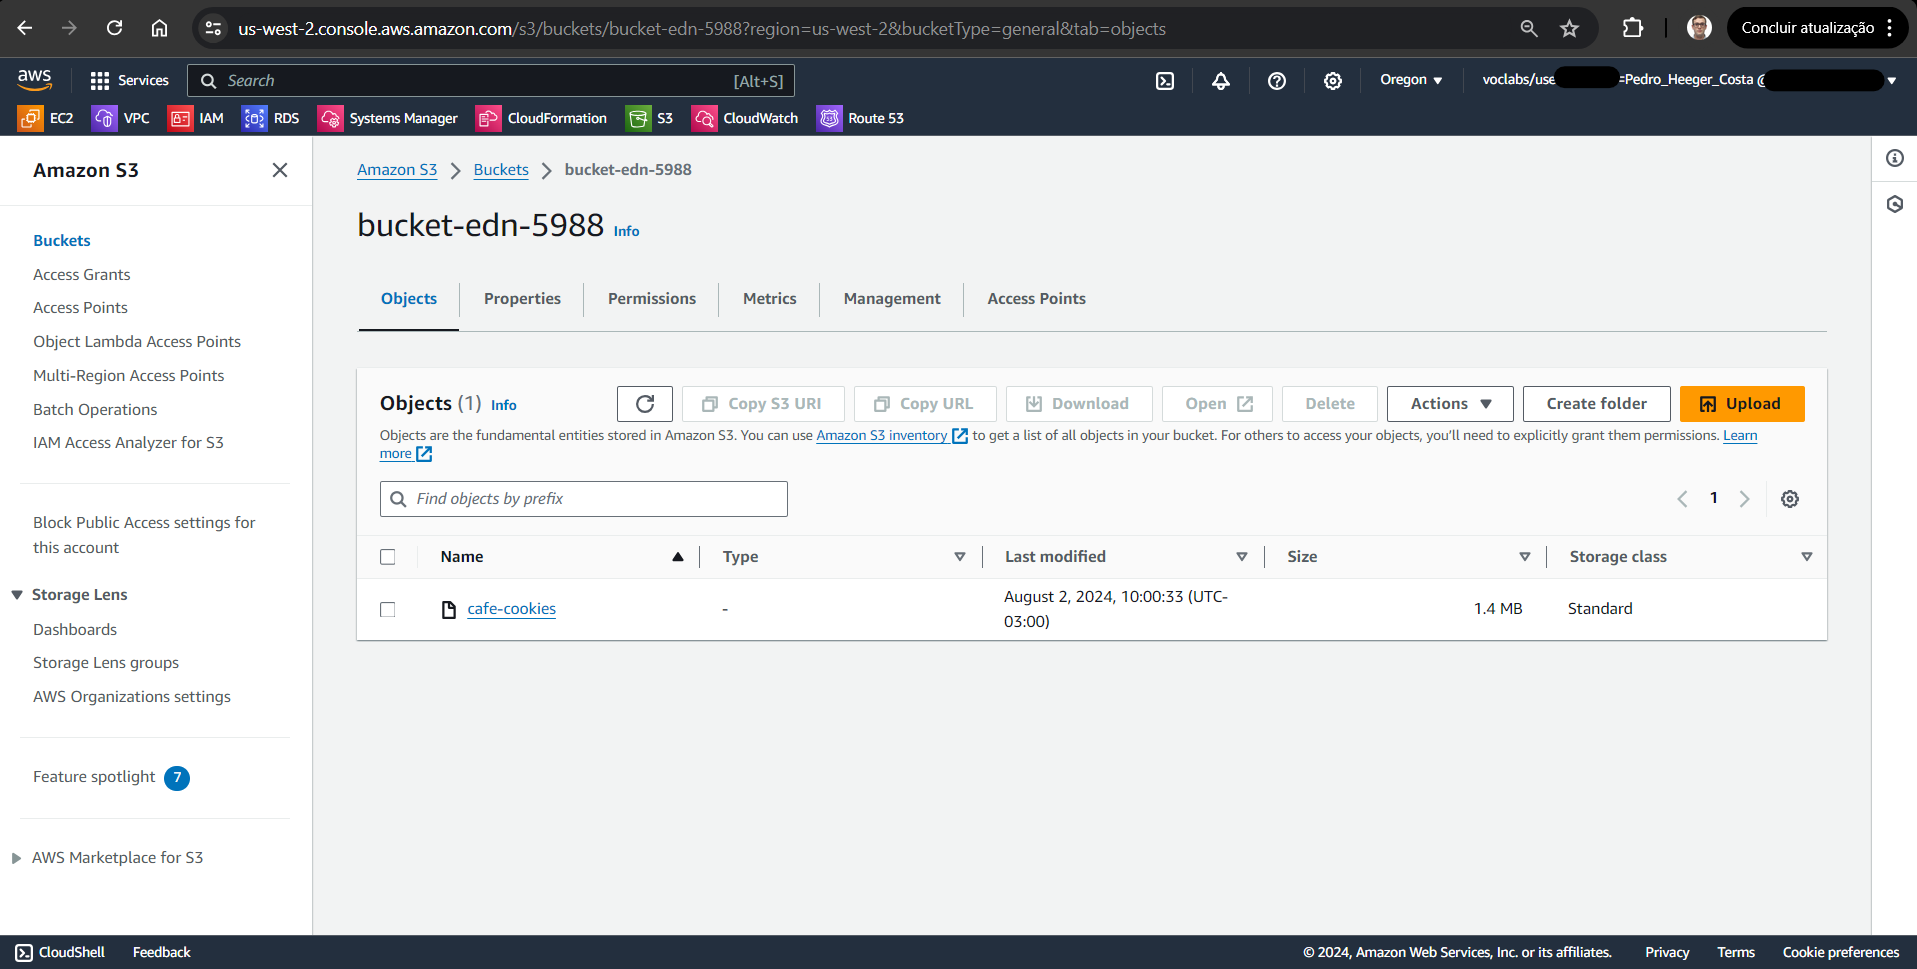 us-west-2.console.aws.amazon.com/s3/buckets/bucket-edn-5988?region=us-west-2&bucketType=general&tab=objects
Concluir atualização
aws
Services
Search
[Alt+S]
Oregon
voclabs/use
=Pedro_Heeger_Costa @
EC2
VPC
IAM
RDS
Systems Manager
CloudFormation
S3
CloudWatch
Route 53
Amazon S3
Buckets
Access Grants
Access Points
Object Lambda Access Points
Multi-Region Access Points
Batch Operations
IAM Access Analyzer for S3
Block Public Access settings for
this account
Storage Lens
Dashboards
Storage Lens groups
AWS Organizations settings
Feature spotlight 7
AWS Marketplace for S3
Amazon S3 > Buckets > bucket-edn-5988
bucket-edn-5988 Info
Objects
Properties
Permissions
Metrics
Management
Access Points
Objects (1) Info
Copy S3 URI
Copy URL
Download
Open
Delete
Actions
Create folder
Upload
Objects are the fundamental entities stored in Amazon S3. You can use Amazon S3 inventory to get a list of all objects in your bucket. For others to access your objects, you'll need to explicitly grant them permissions. Learn
more
Find objects by prefix
1
Name
Type
Last modified
Size
Storage class
cafe-cookies
-
August 2, 2024, 10:00:33 (UTC-
03:00)
1.4 MB
Standard
CloudShell
Feedback
© 2024, Amazon Web Services, Inc. or its affiliates.
Privacy
Terms
Cookie preferences